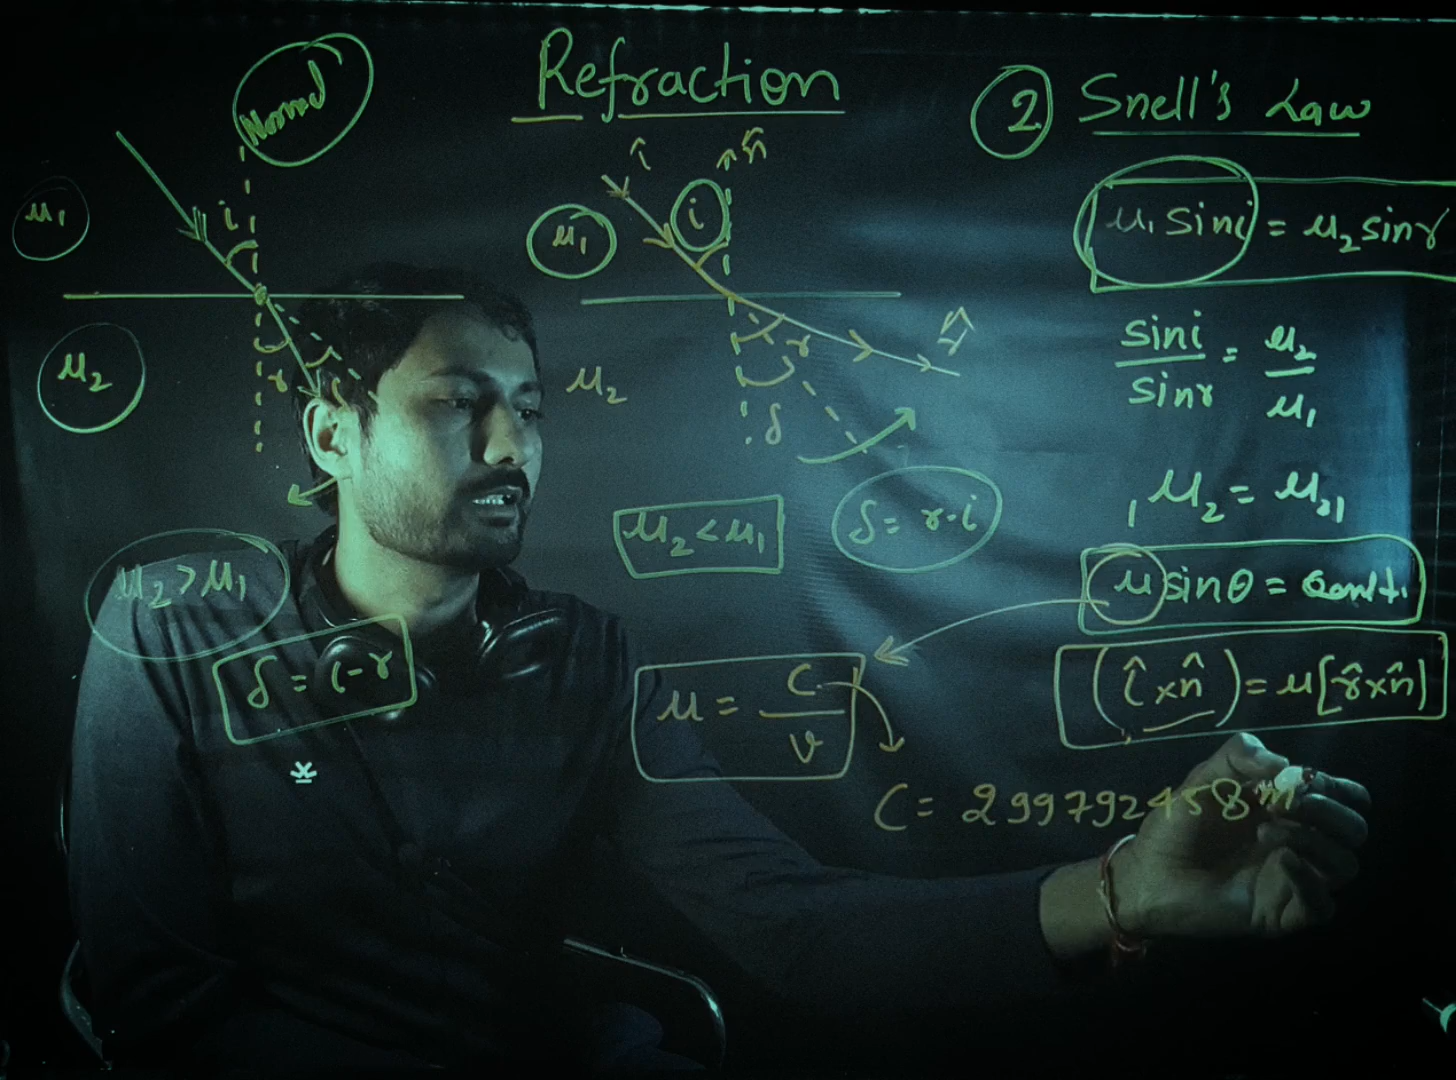 Refraction
Normal
μ₁
i
μ₂
r
μ₂>μ₁
δ = i-r
î
n̂
μ₁
i
r
r̂
μ₂
δ
μ₂<μ₁
δ = r-i
μ = c/v
C = 299792458 m
2 Snell's Law
μ₁ sini = μ₂ sinr
sini/sinr = μ₂/μ₁
₁μ₂ = μ₂₁
μ sinθ = Const.
(î × n̂) = μ[r̂ × n̂]